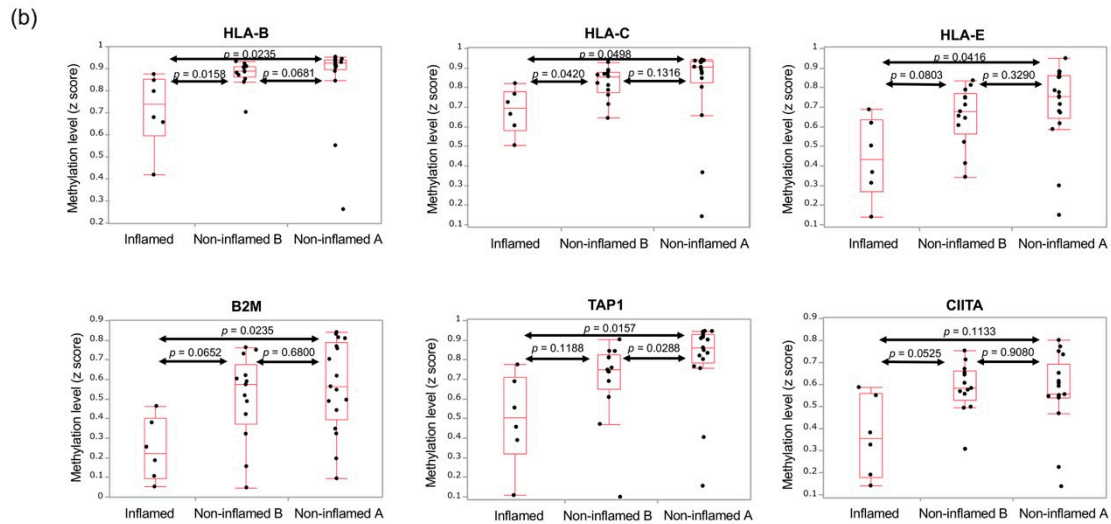 (b)
HLA-B
Methylation level (z score)
1
0.9
0.8
0.7
0.6
0.5
0.4
0.3
0.2
p = 0.0235
p = 0.0158
p = 0.0681
Inflamed
Non-inflamed B
Non-inflamed A
HLA-C
Methylation level (z score)
1
0.9
0.8
0.7
0.6
0.5
0.4
0.3
0.2
0.1
p = 0.0498
p = 0.0420
p = 0.1316
Inflamed
Non-inflamed B
Non-inflamed A
HLA-E
Methylation level (z score)
1
0.9
0.8
0.7
0.6
0.5
0.4
0.3
0.2
0.1
p = 0.0416
p = 0.0803
p = 0.3290
Inflamed
Non-inflamed B
Non-inflamed A
B2M
Methylation level (z score)
0.9
0.8
0.7
0.6
0.5
0.4
0.3
0.2
0.1
0
p = 0.0235
p = 0.0652
p = 0.6800
Inflamed
Non-inflamed B
Non-inflamed A
TAP1
Methylation level (z score)
1
0.9
0.8
0.7
0.6
0.5
0.4
0.3
0.2
0.1
p = 0.0157
p = 0.1188
p = 0.0288
Inflamed
Non-inflamed B
Non-inflamed A
CIITA
Methylation level (z score)
0.9
0.8
0.7
0.6
0.5
0.4
0.3
0.2
0.1
p = 0.1133
p = 0.0525
p = 0.9080
Inflamed
Non-inflamed B
Non-inflamed A